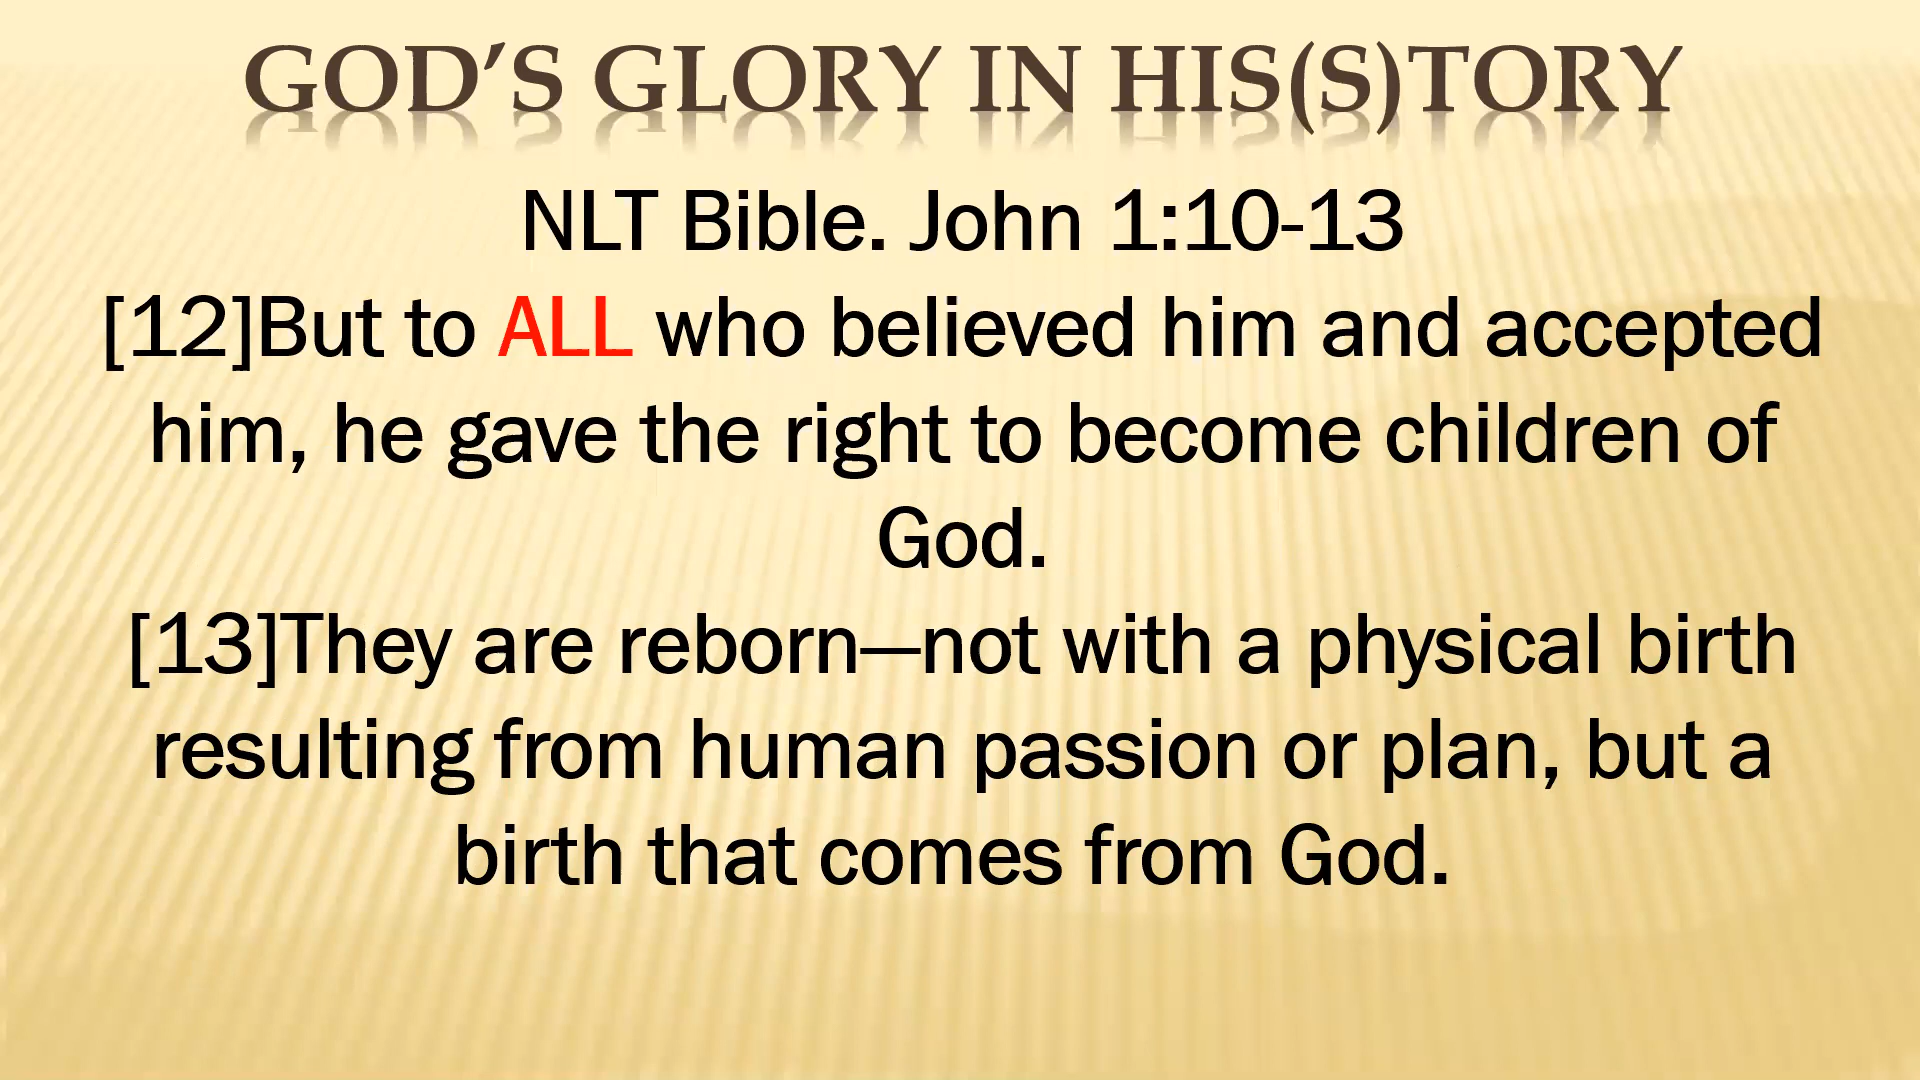 GOD’S GLORY IN HIS(S)TORY
NLT Bible. John 1:10-13
[12]But to ALL who believed him and accepted
him, he gave the right to become children of
God.
[13]They are reborn—not with a physical birth
resulting from human passion or plan, but a
birth that comes from God.